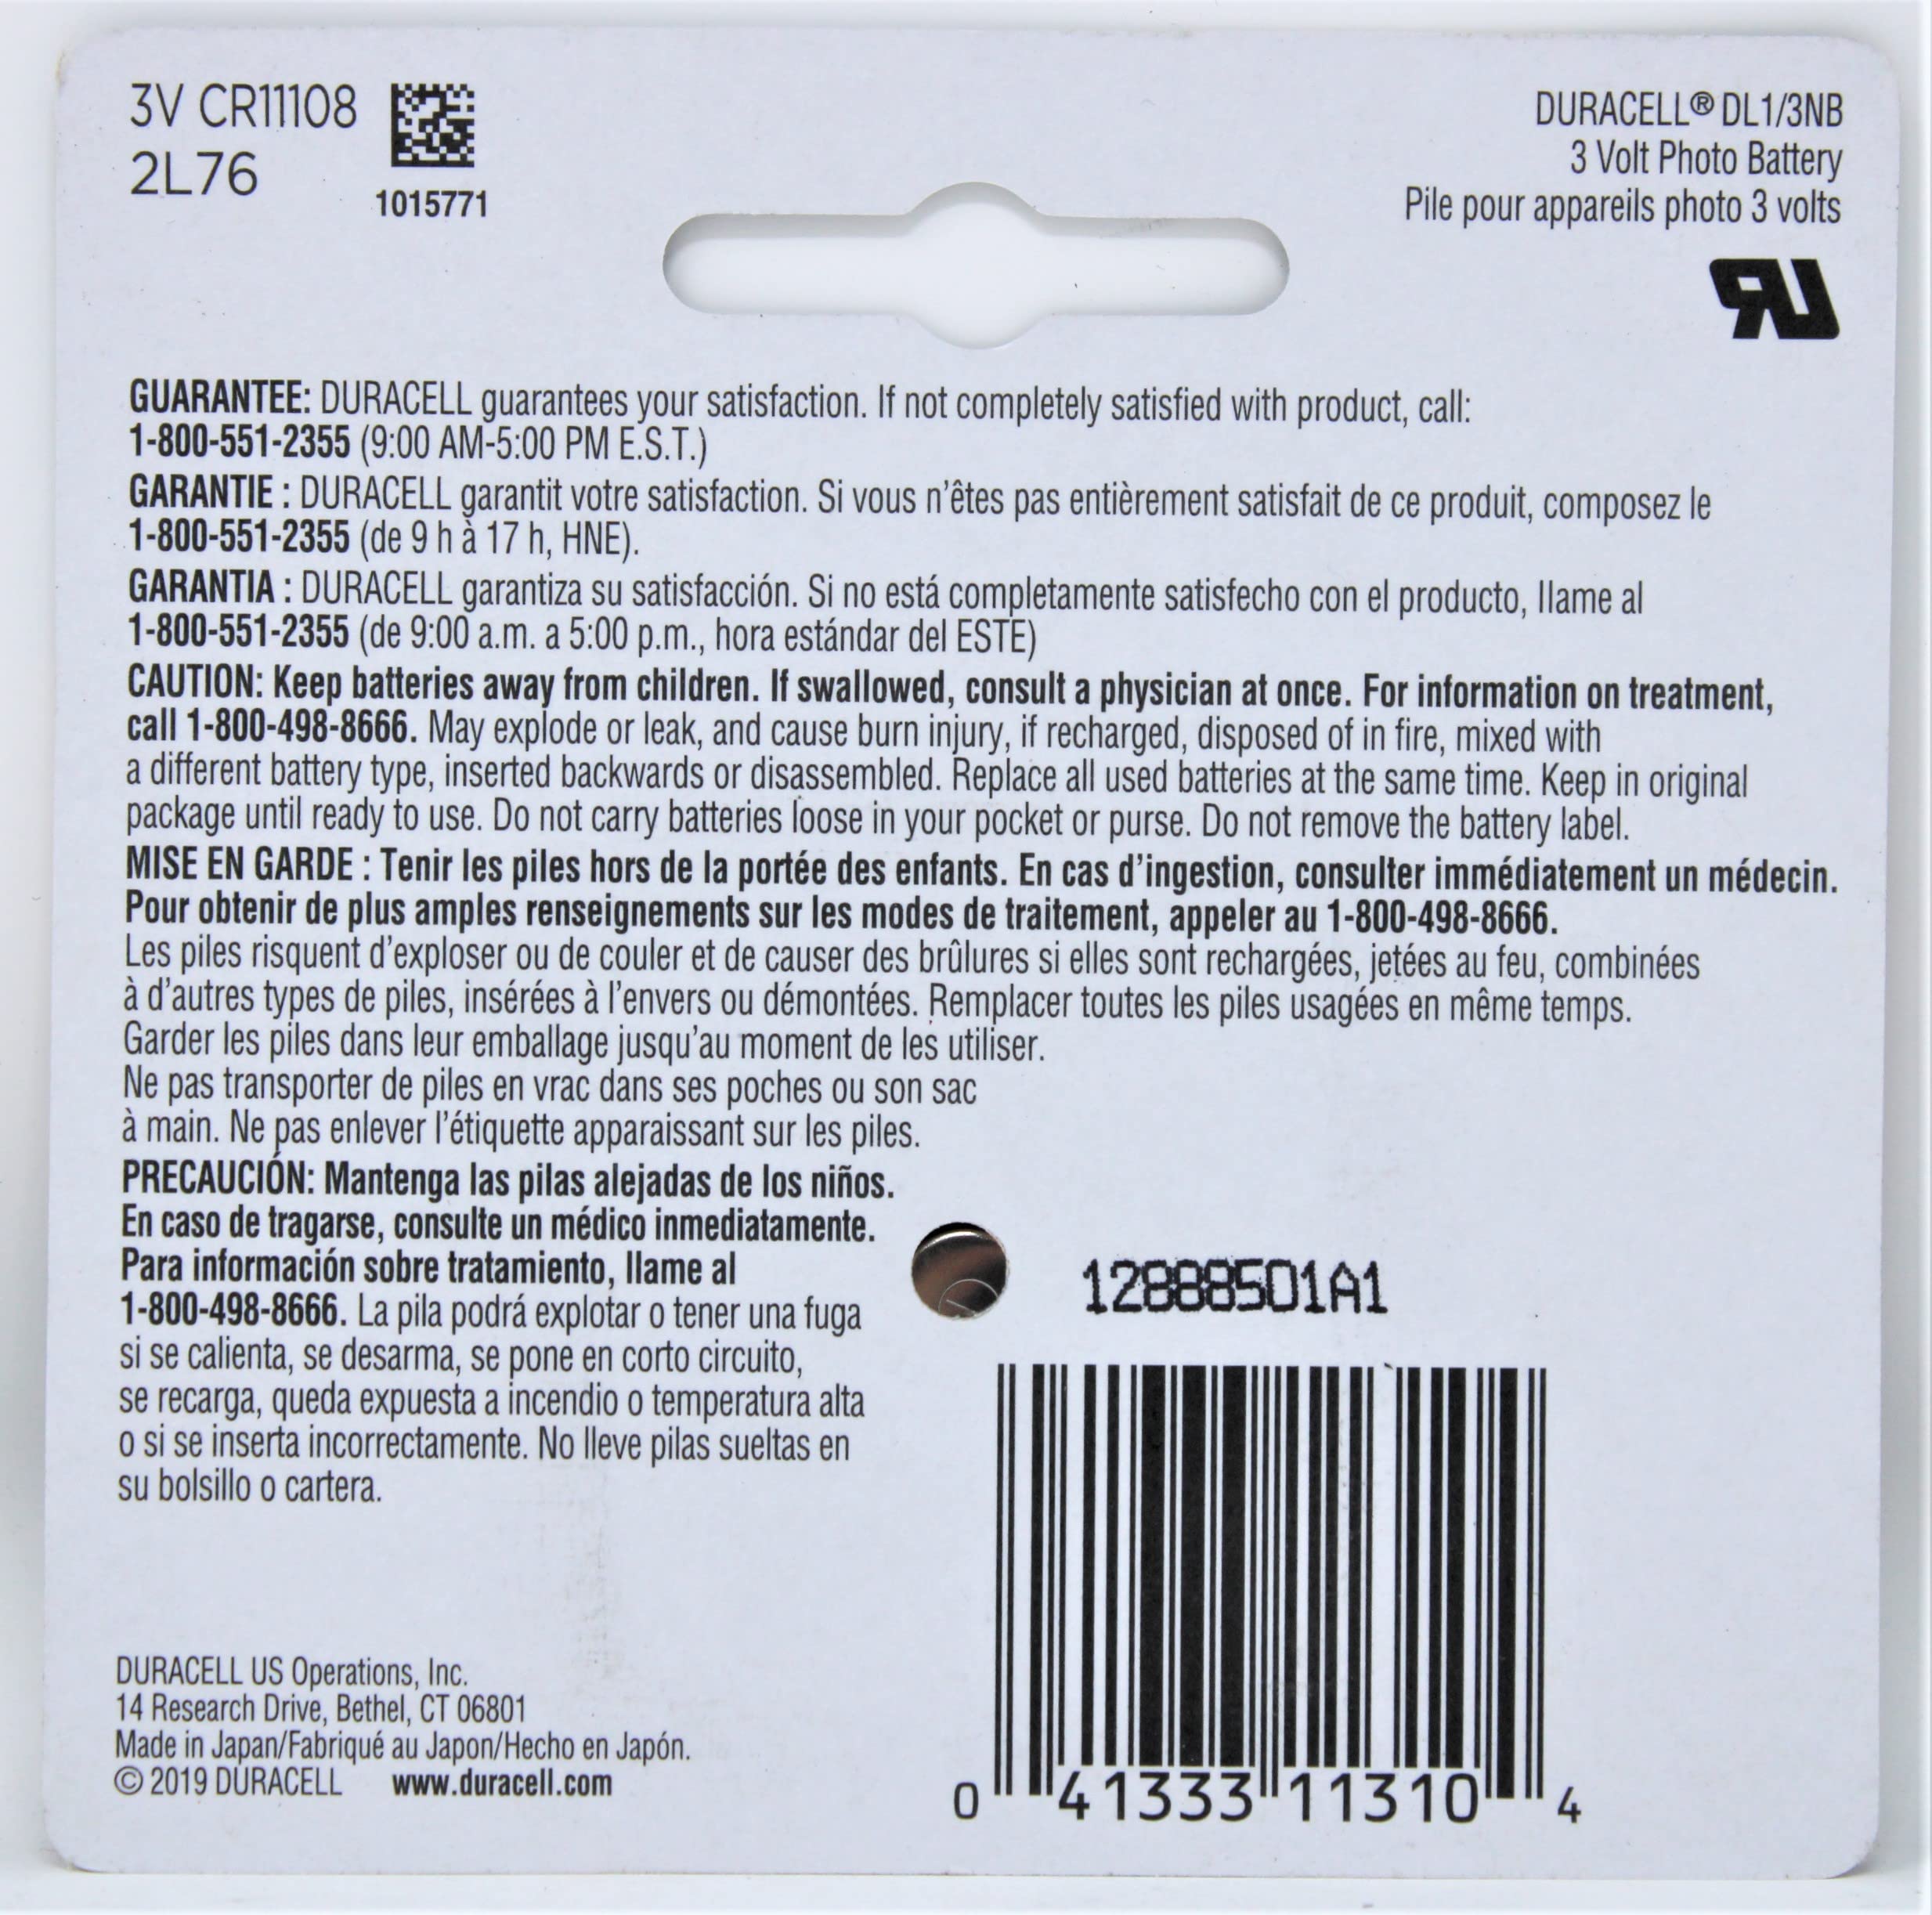 3V CR11108
2L76
1015771
DURACELL® DL1/3NB
3 Volt Photo Battery
Pile pour appareils photo 3 volts
GUARANTEE: DURACELL guarantees your satisfaction. If not completely satisfied with product, call:
1-800-551-2355 (9:00 AM-5:00 PM E.S.T.)
GARANTIE : DURACELL garantit votre satisfaction. Si vous n'êtes pas entièrement satisfait de ce produit, composez le
1-800-551-2355 (de 9 h à 17 h, HNE).
GARANTIA : DURACELL garantiza su satisfacción. Si no está completamente satisfecho con el producto, llame al
1-800-551-2355 (de 9:00 a.m. a 5:00 p.m., hora estándar del ESTE)
CAUTION: Keep batteries away from children. If swallowed, consult a physician at once. For information on treatment,
call 1-800-498-8666. May explode or leak, and cause burn injury, if recharged, disposed of in fire, mixed with
a different battery type, inserted backwards or disassembled. Replace all used batteries at the same time. Keep in original
package until ready to use. Do not carry batteries loose in your pocket or purse. Do not remove the battery label.
MISE EN GARDE : Tenir les piles hors de la portée des enfants. En cas d'ingestion, consulter immédiatement un médecin.
Pour obtenir de plus amples renseignements sur les modes de traitement, appeler au 1-800-498-8666.
Les piles risquent d'exploser ou de couler et de causer des brûlures si elles sont rechargées, jetées au feu, combinées
à d'autres types de piles, insérées à l'envers ou démontées. Remplacer toutes les piles usagées en même temps.
Garder les piles dans leur emballage jusqu'au moment de les utiliser.
Ne pas transporter de piles en vrac dans ses poches ou son sac
à main. Ne pas enlever l'étiquette apparaissant sur les piles.
PRECAUCIÓN: Mantenga las pilas alejadas de los niños.
En caso de tragarse, consulte un médico inmediatamente.
Para información sobre tratamiento, llame al
1-800-498-8666. La pila podrá explotar o tener una fuga
si se calienta, se desarma, se pone en corto circuito,
se recarga, queda expuesta a incendio o temperatura alta
o si se inserta incorrectamente. No lleve pilas sueltas en
su bolsillo o cartera.
12888501A1
DURACELL US Operations, Inc.
14 Research Drive, Bethel, CT 06801
Made in Japan/Fabriqué au Japon/Hecho en Japón.
© 2019 DURACELL www.duracell.com
0 41333 11310 4